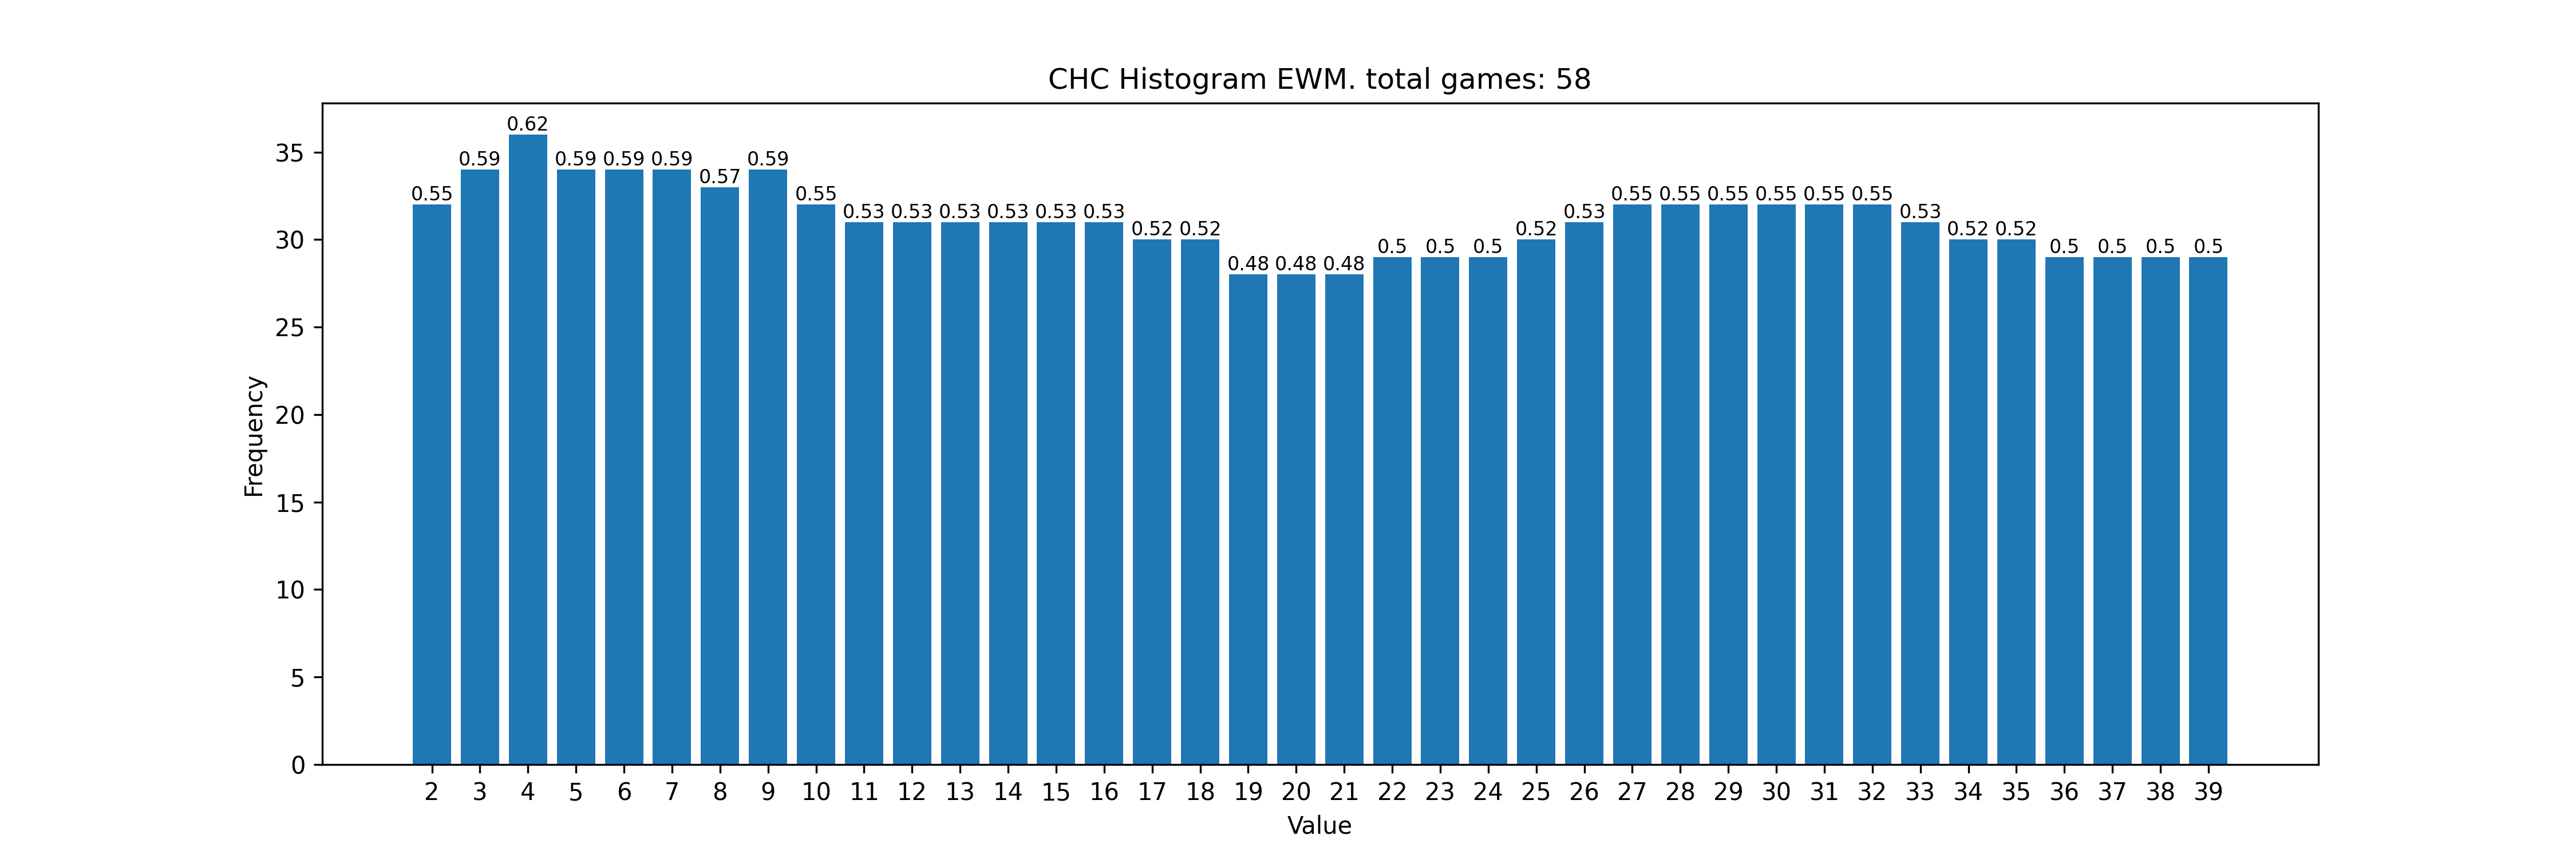 CHC Histogram EWM. total games: 58
0.62
0.59 0.59 0.59 0.59 0.59
0.57
0.55 0.55 0.55 0.55 0.55 0.55 0.55 0.55
0.53 0.53 0.53 0.53 0.53 0.53 0.53 0.53
0.52 0.52 0.52 0.52 0.52
0.5 0.5 0.5 0.5 0.5 0.5 0.5
0.48 0.48 0.48
35
30
25
20
15
10
5
0
Frequency
2 3 4 5 6 7 8 9 10 11 12 13 14 15 16 17 18 19 20 21 22 23 24 25 26 27 28 29 30 31 32 33 34 35 36 37 38 39
Value